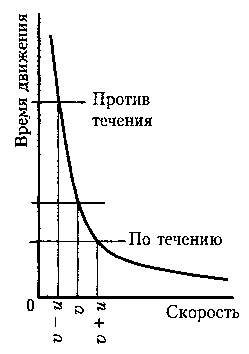 Время движения
Против
течения
По течению
0
v − u
v
v + u
Скорость